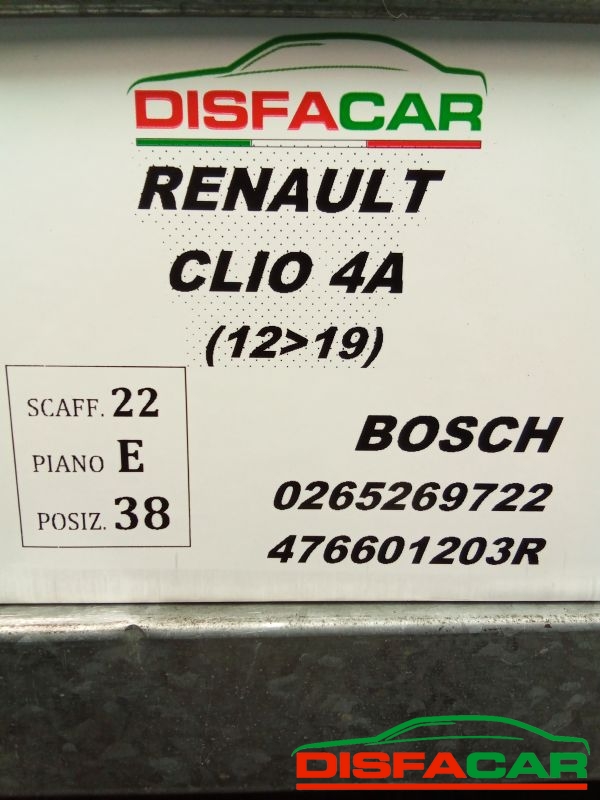 DISFACAR
RENAULT
CLIO 4A
(12>19)
SCAFF. 22
PIANO E
POSIZ. 38
BOSCH
0265269722
476601203R
DISFACAR